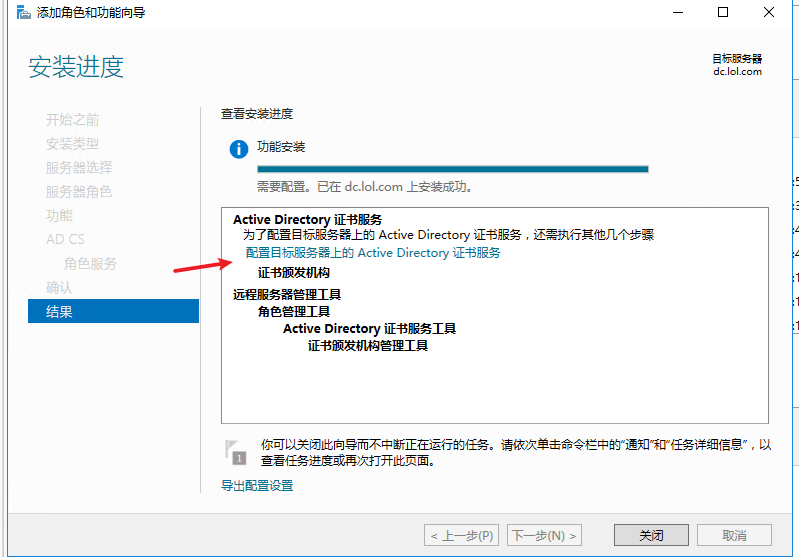 添加角色和功能向导
安装进度
目标服务器
dc.lol.com
开始之前
安装类型
服务器选择
服务器角色
功能
AD CS
角色服务
确认
结果
查看安装进度
功能安装
需要配置。已在 dc.lol.com 上安装成功。
Active Directory 证书服务
为了配置目标服务器上的 Active Directory 证书服务，还需执行其他几个步骤
配置目标服务器上的 Active Directory 证书服务
证书颁发机构
远程服务器管理工具
角色管理工具
Active Directory 证书服务工具
证书颁发机构管理工具
1
你可以关闭此向导而不中断正在运行的任务。请依次单击命令栏中的“通知”和“任务详细信息”，以
查看任务进度或再次打开此页面。
导出配置设置
< 上一步(P)
下一步(N) >
关闭
取消